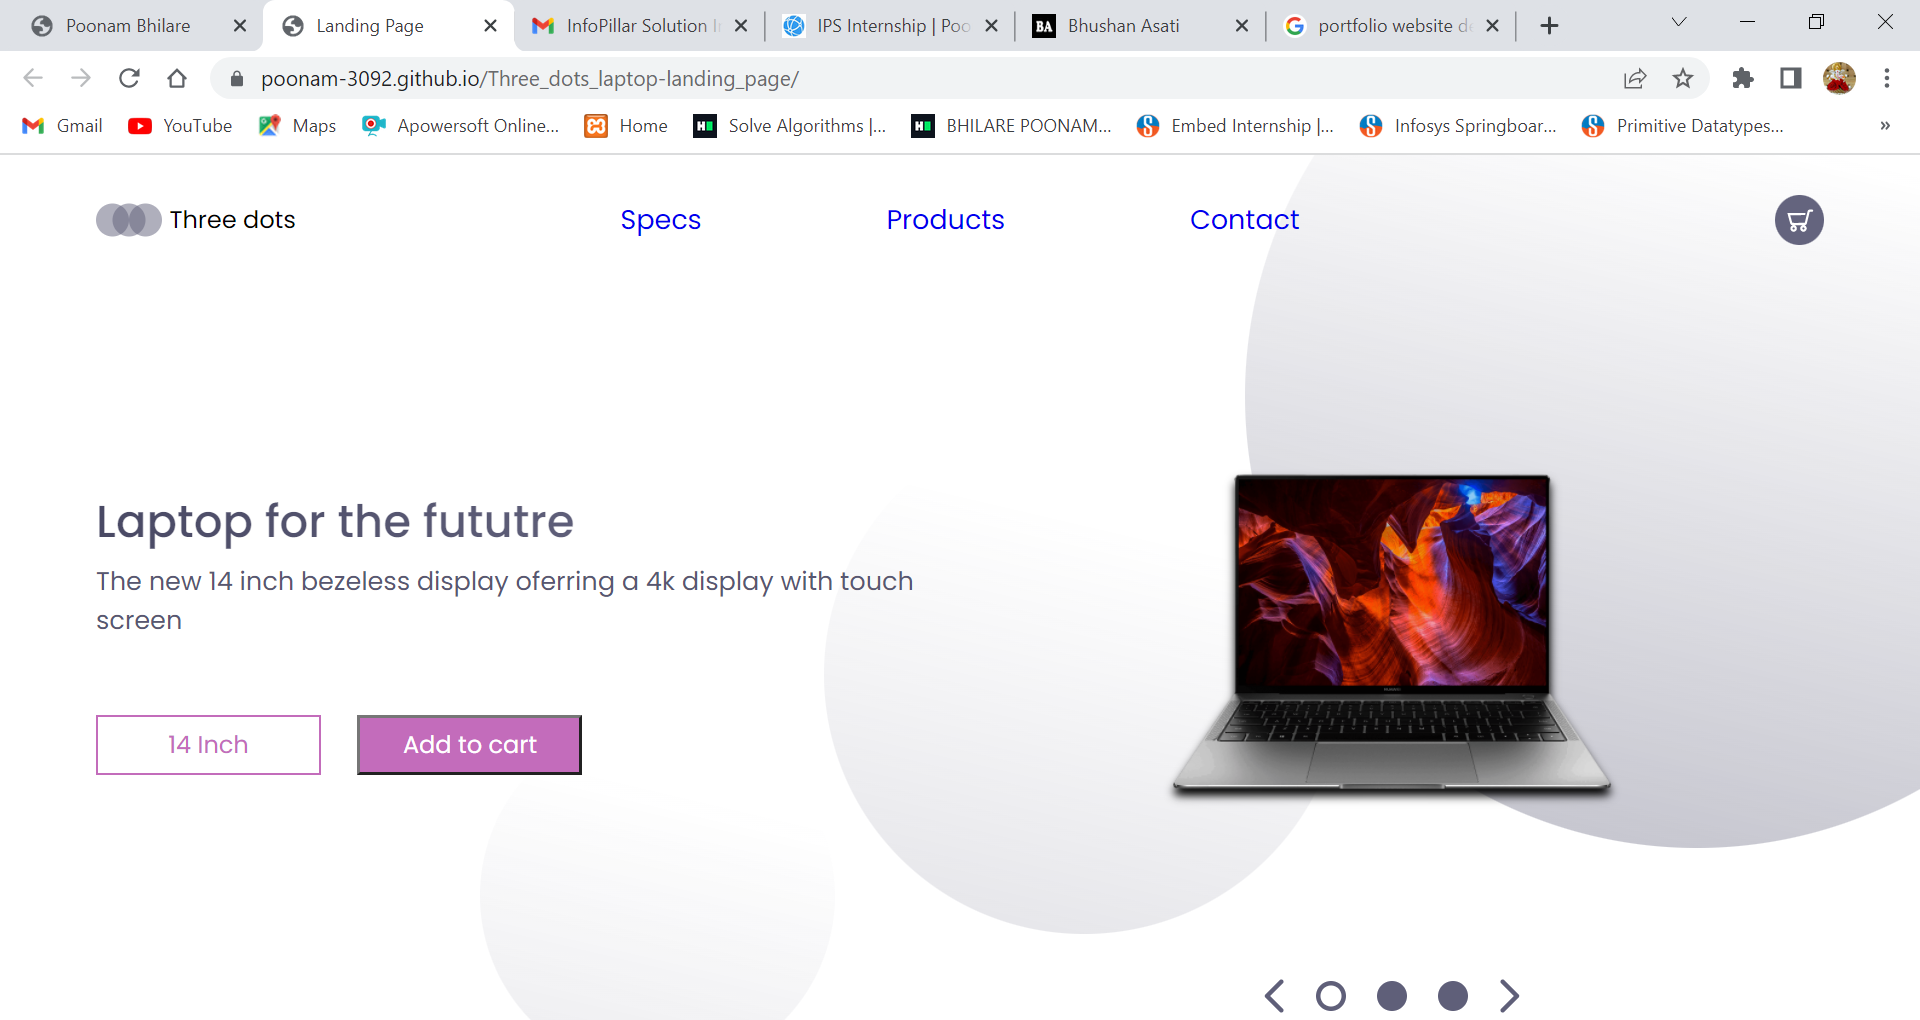 Poonam Bhilare
Landing Page
InfoPillar Solution
IPS Internship | Poo
BA Bhushan Asati
portfolio website de
poonam-3092.github.io/Three_dots_laptop-landing_page/
Gmail
YouTube
Maps
Apowersoft Online...
Home
Solve Algorithms |...
BHILARE POONAM...
Embed Internship |...
Infosys Springboar...
Primitive Datatypes...
»
Three dots
Specs
Products
Contact
Laptop for the fututre
The new 14 inch bezeless display oferring a 4k display with touch
screen
14 Inch
Add to cart